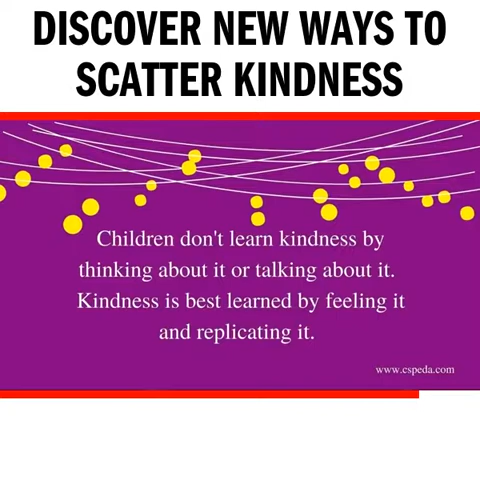 DISCOVER NEW WAYS TO
SCATTER KINDNESS
Children don't learn kindness by
thinking about it or talking about it.
Kindness is best learned by feeling it
and replicating it.
www.cspeda.com